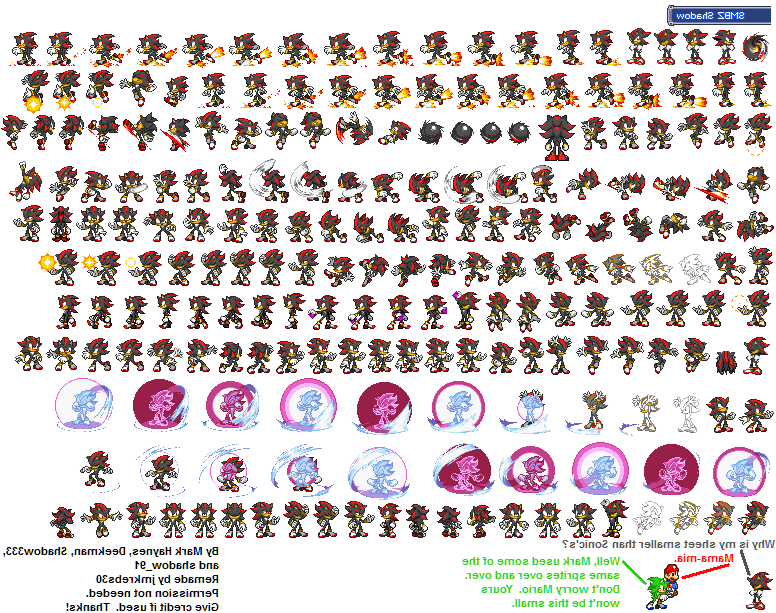 SMBZ Shadow
Why is my sheet smaller than Sonic's?
Mama-mia.
Well, Mark used some of the
same sprites over and over.
Don't worry Mario. Yours
won't be this small.
By Mark Haynes, Deekman, Shadow333,
and shadow_91
Remade by jmkrebs30
Permission not needed.
Give credit if used. Thanks!